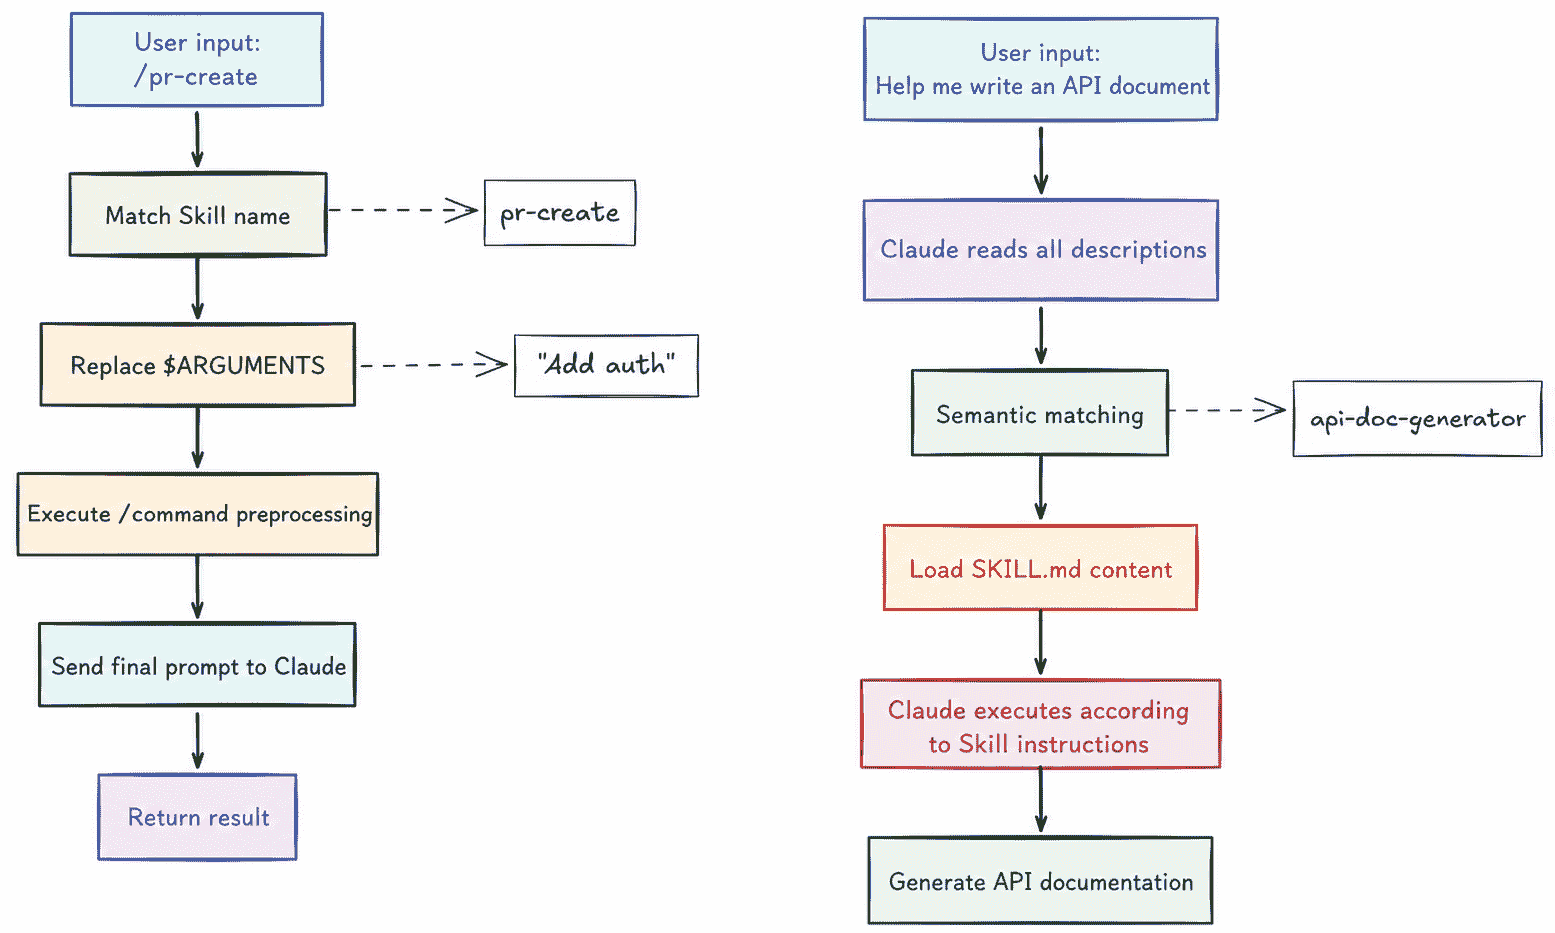 User input:
/pr-create
Match Skill name
pr-create
Replace $ARGUMENTS
"Add auth"
Execute /command preprocessing
Send final prompt to Claude
Return result
User input:
Help me write an API document
Claude reads all descriptions
Semantic matching
api-doc-generator
Load SKILL.md content
Claude executes according
to Skill instructions
Generate API documentation